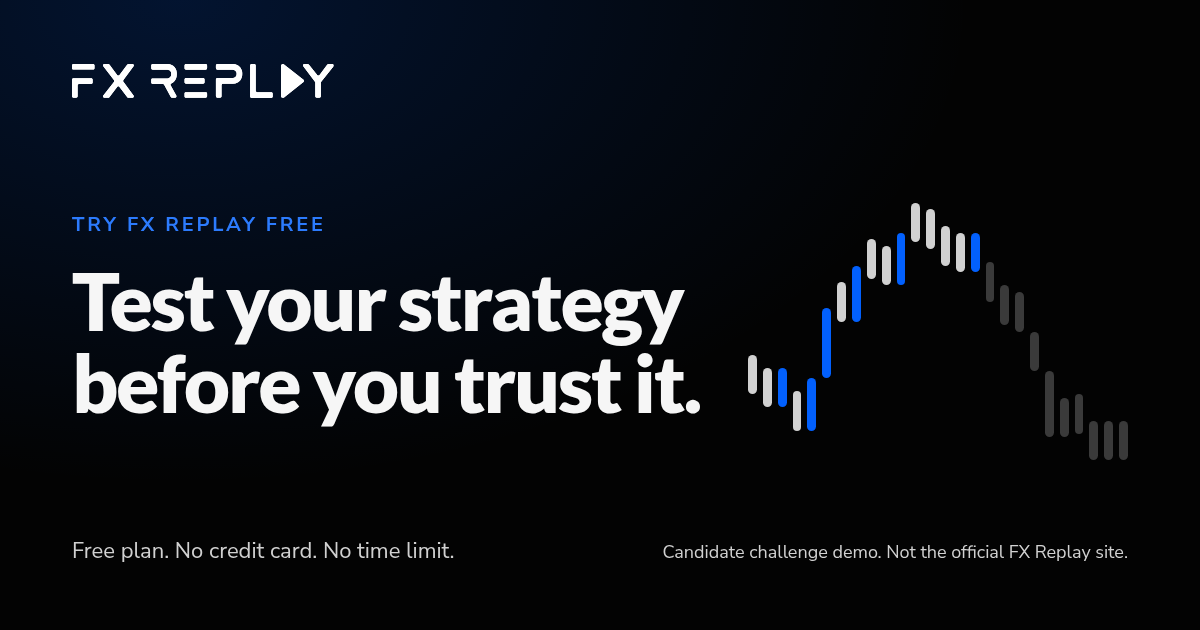 FX REPLAY
TRY FX REPLAY FREE
Test your strategy
before you trust it.
Free plan. No credit card. No time limit.
Candidate challenge demo. Not the official FX Replay site.